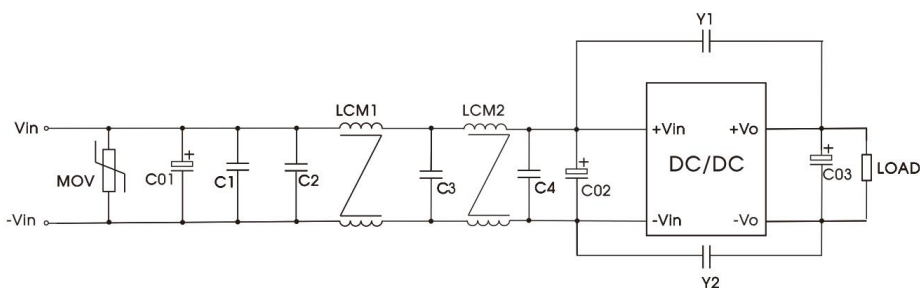 Y1
LCM1
LCM2
Vin
+Vin
+Vo
DC/DC
MOV
+
C01
C1
C2
C3
C4
+
C02
+
C03
LOAD
-Vin
-Vin
-Vo
Y2